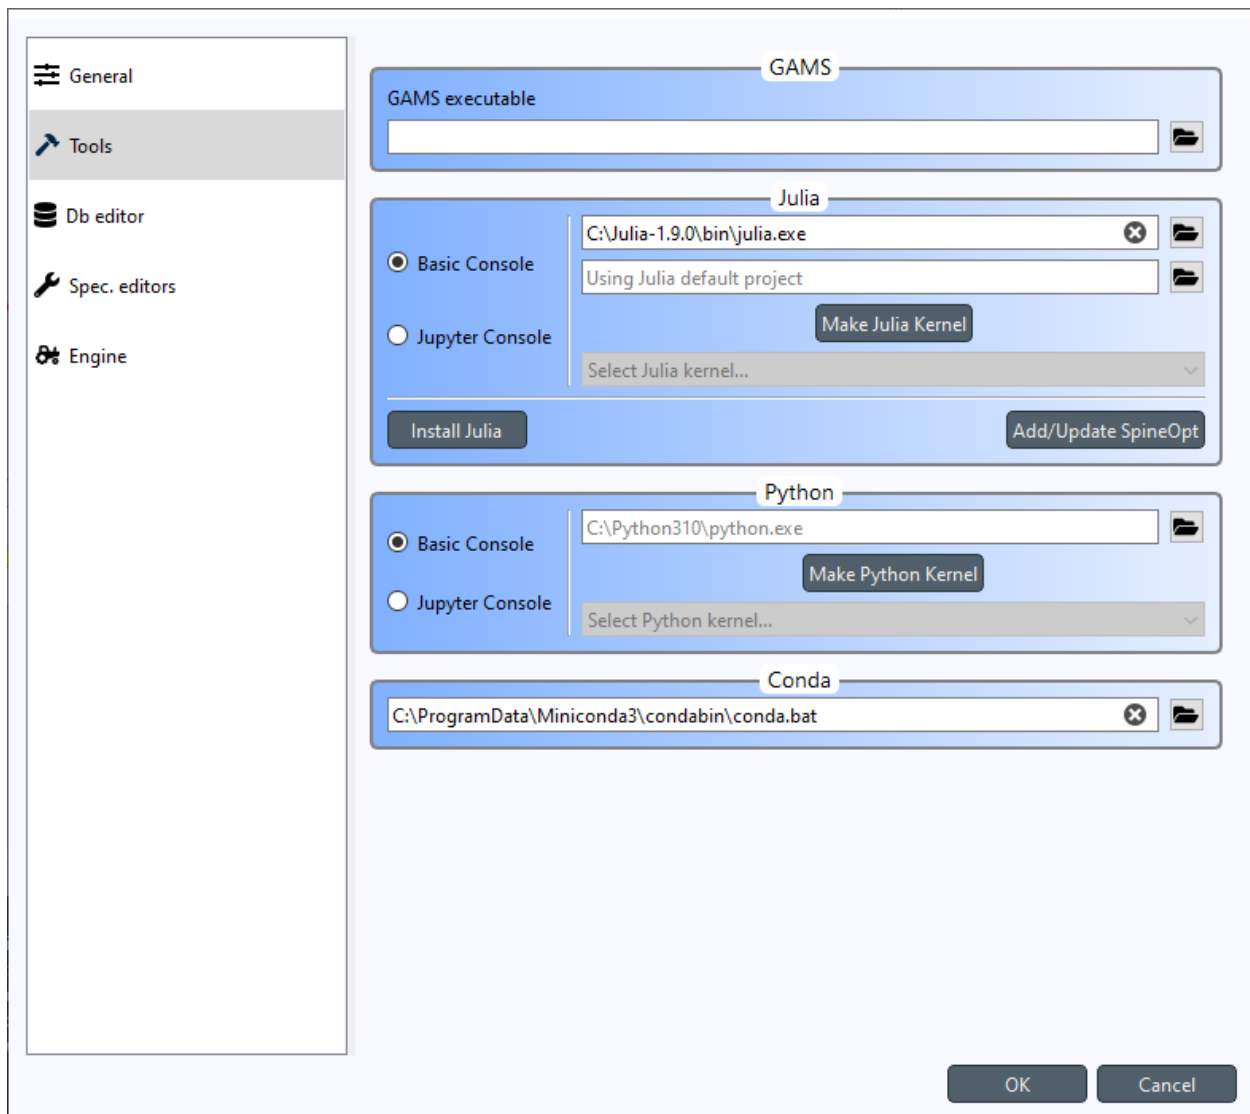 General
Tools
Db editor
Spec. editors
Engine
GAMS
GAMS executable
Julia
Basic Console
C:\Julia-1.9.0\bin\julia.exe
Using Julia default project
Make Julia Kernel
Jupyter Console
Select Julia kernel...
Install Julia
Add/Update SpineOpt
Python
C:\Python310\python.exe
Basic Console
Make Python Kernel
Jupyter Console
Select Python kernel...
Conda
C:\ProgramData\Miniconda3\condabin\conda.bat
OK
Cancel